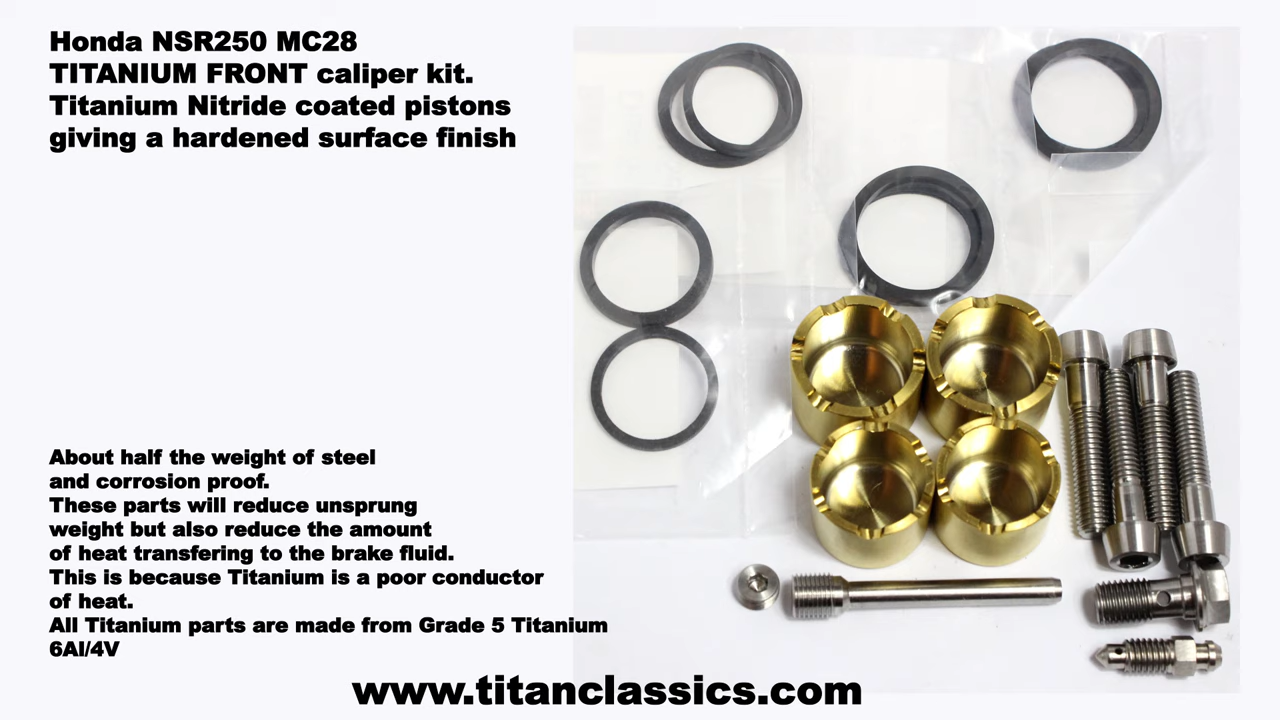 Honda NSR250 MC28
TITANIUM FRONT caliper kit.
Titanium Nitride coated pistons
giving a hardened surface finish
About half the weight of steel
and corrosion proof.
These parts will reduce unsprung
weight but also reduce the amount
of heat transfering to the brake fluid.
This is because Titanium is a poor conductor
of heat.
All Titanium parts are made from Grade 5 Titanium
6Al/4V
www.titanclassics.com